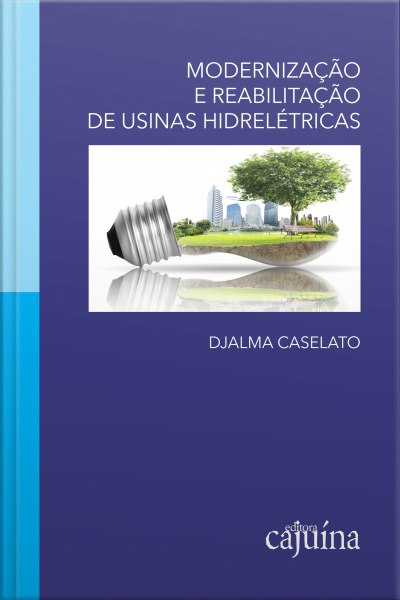 MODERNIZAÇÃO
E REABILITAÇÃO
DE USINAS HIDRELÉTRICAS
DJALMA CASELATO
editora
cajuína